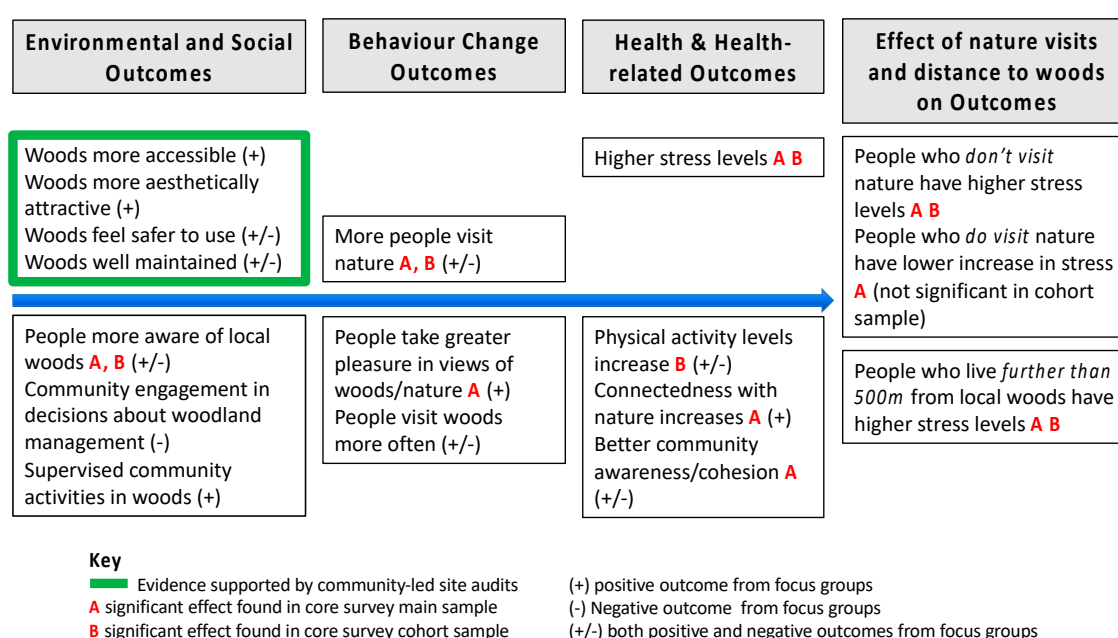 Environmental and Social
Outcomes
Behaviour Change
Outcomes
Health & Health-
related Outcomes
Effect of nature visits
and distance to woods
on Outcomes
Woods more accessible (+)
Woods more aesthetically
attractive (+)
Woods feel safer to use (+/-)
Woods well maintained (+/-)
More people visit
nature A, B (+/-)
Higher stress levels A B
People who don't visit
nature have higher stress
levels A B
People who do visit nature
have lower increase in stress
A (not significant in cohort
sample)
People more aware of local
woods A, B (+/-)
Community engagement in
decisions about woodland
management (-)
Supervised community
activities in woods (+)
People take greater
pleasure in views of
woods/nature A (+)
People visit woods
more often (+/-)
Physical activity levels
increase B (+/-)
Connectedness with
nature increases A (+)
Better community
awareness/cohesion A
(+/-)
People who live further than
500m from local woods have
higher stress levels A B
Key
Evidence supported by community-led site audits
A significant effect found in core survey main sample
B significant effect found in core survey cohort sample
(+) positive outcome from focus groups
(-) Negative outcome from focus groups
(+/-) both positive and negative outcomes from focus groups